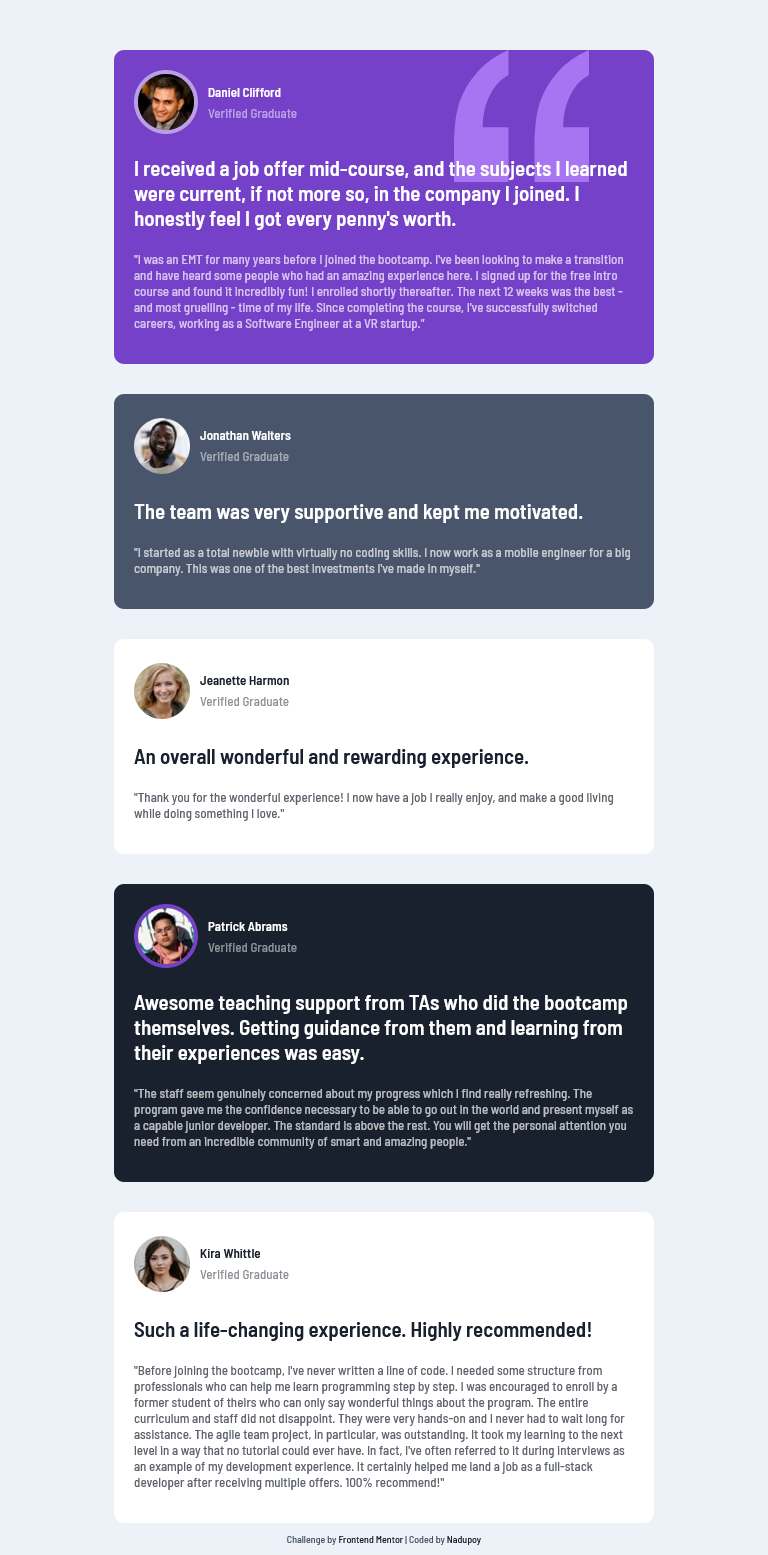 Daniel Clifford
Verified Graduate
I received a job offer mid-course, and the subjects I learned
were current, if not more so, in the company I joined. I
honestly feel I got every penny's worth.
"I was an EMT for many years before I joined the bootcamp. I've been looking to make a transition
and have heard some people who had an amazing experience here. I signed up for the free intro
course and found it incredibly fun! I enrolled shortly thereafter. The next 12 weeks was the best -
and most grueling - time of my life. Since completing the course, I've successfully switched
careers, working as a Software Engineer at a VR startup."
Jonathan Walters
Verified Graduate
The team was very supportive and kept me motivated.
"I started as a total newbie with virtually no coding skills. I now work as a mobile engineer for a big
company. This was one of the best investments I've made in myself."
Jeanette Harmon
Verified Graduate
An overall wonderful and rewarding experience.
"Thank you for the wonderful experience! I now have a job I really enjoy, and make a good living
while doing something I love."
Patrick Abrams
Verified Graduate
Awesome teaching support from TAs who did the bootcamp
themselves. Getting guidance from them and learning from
their experiences was easy.
"The staff seem genuinely concerned about my progress which I find really refreshing. The
program gave me the confidence necessary to be able to go out in the world and present myself as
a capable junior developer. The standard is above the rest. You will get the personal attention you
need from an incredible community of smart and amazing people."
Kira Whittle
Verified Graduate
Such a life-changing experience. Highly recommended!
"Before joining the bootcamp, I've never written a line of code. I needed some structure from
professionals who can help me learn programming step by step. I was encouraged to enroll by a
former student of theirs who can only say wonderful things about the program. The entire
curriculum and staff did not disappoint. They were very hands-on and I never had to wait long for
assistance. The agile team project, in particular, was outstanding. It took my learning to the next
level in a way that no tutorial could ever have. In fact, I've often referred to it during interviews as
an example of my development experience. It certainly helped me land a job as a full-stack
developer after receiving multiple offers. 100% recommend!"
Challenge by Frontend Mentor | Coded by Nadupoy